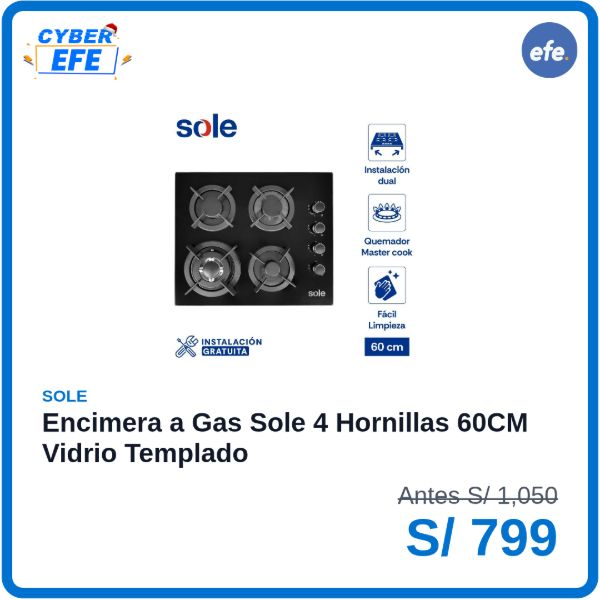 CYBER
EFE
efe.
sole
Instalación
dual
Quemador
Master cook
Fácil
Limpieza
sole
INSTALACIÓN
GRATUITA
60 cm
SOLE
Encimera a Gas Sole 4 Hornillas 60CM
Vidrio Templado
Antes S/ 1,050
S/ 799